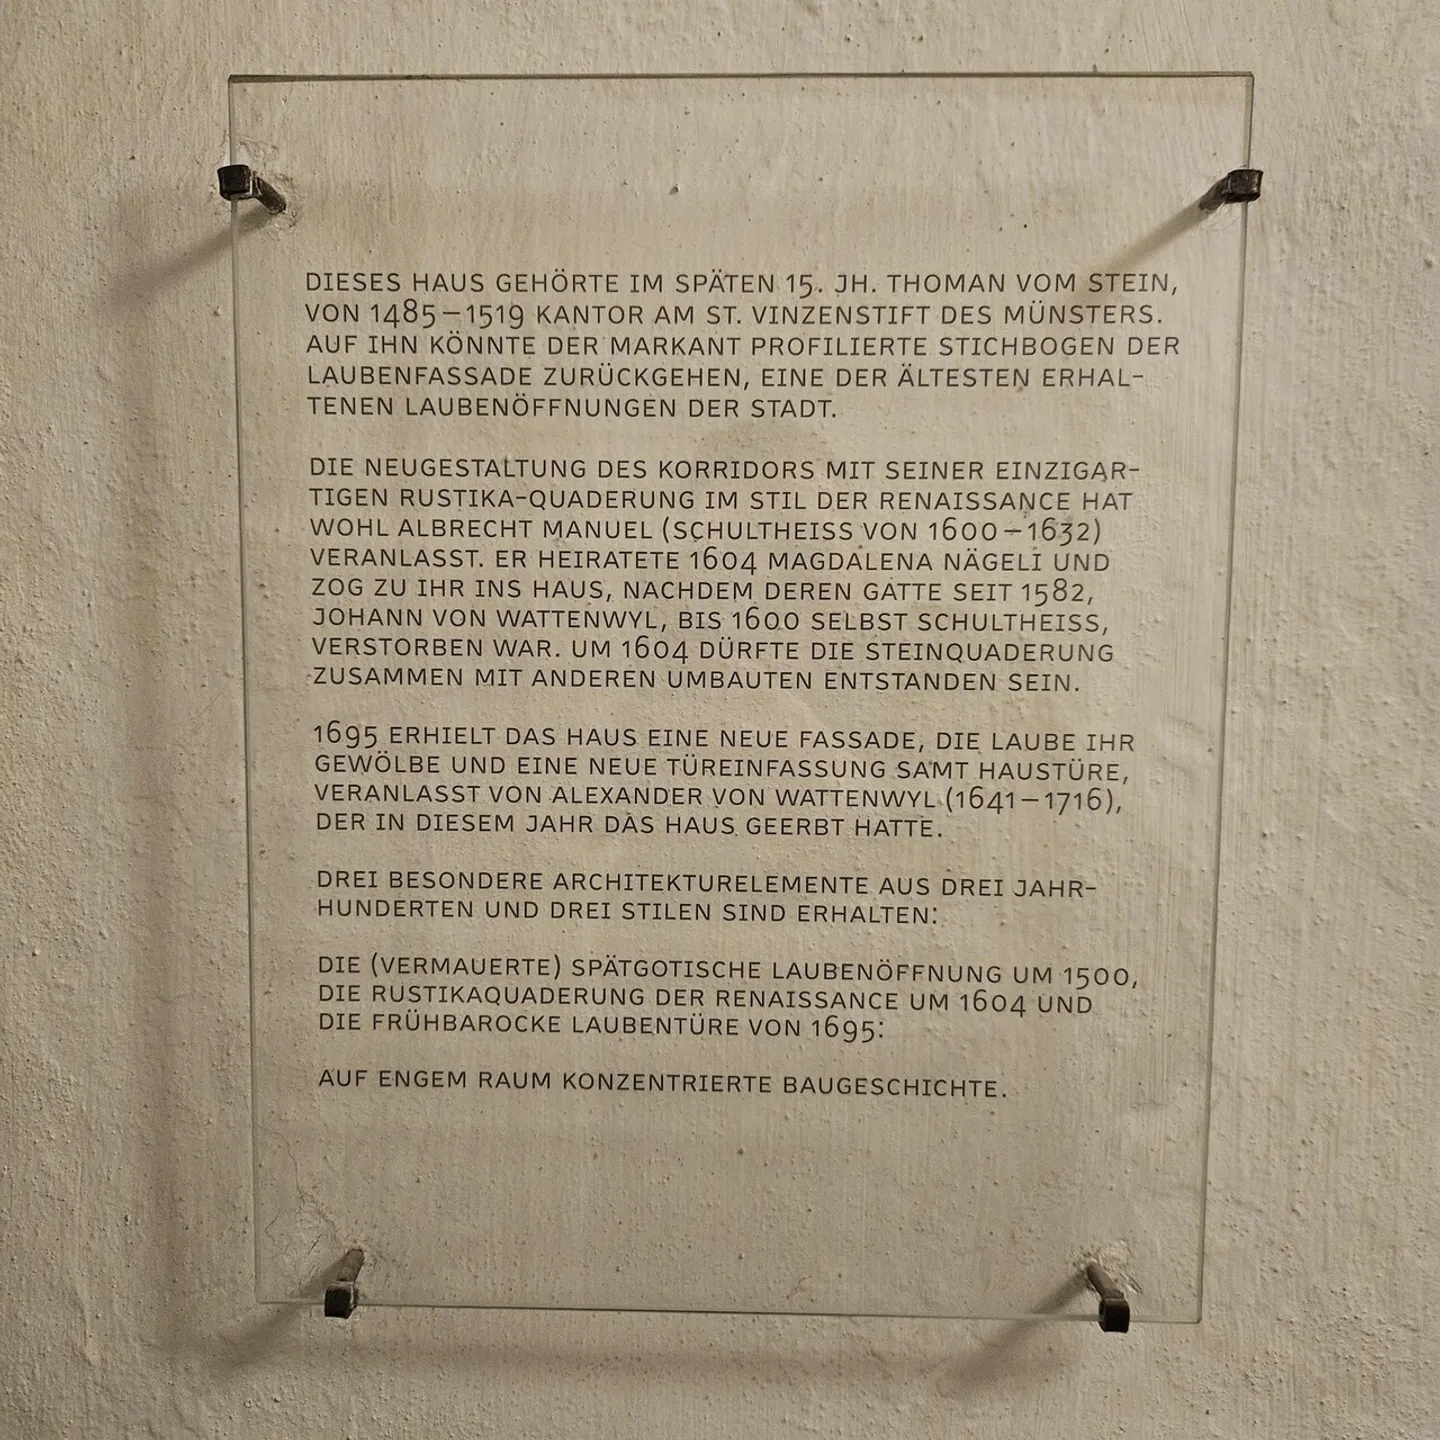 DIESES HAUS GEHÖRTE IM SPÄTEN 15. JH. THOMAN VOM STEIN,
VON 1485–1519 KANTOR AM ST. VINZENSTIFT DES MÜNSTERS.
AUF IHN KÖNNTE DER MARKANT PROFILIERTE STICHBOGEN DER
LAUBENFASSADE ZURÜCKGEHEN, EINE DER ÄLTESTEN ERHAL-
TENEN LAUBENÖFFNUNGEN DER STADT.
DIE NEUGESTALTUNG DES KORRIDORS MIT SEINER EINZIGAR-
TIGEN RUSTIKA-QUADERUNG IM STIL DER RENAISSANCE HAT
WOHL ALBRECHT MANUEL (SCHULTHEISS VON 1600–1632)
VERANLASST. ER HEIRATETE 1604 MAGDALENA NÄGELI UND
ZOG ZU IHR INS HAUS, NACHDEM DEREN GATTE SEIT 1582,
JOHANN VON WATTENWYL, BIS 1600 SELBST SCHULTHEISS,
VERSTORBEN WAR. UM 1604 DÜRFTE DIE STEINQUADERUNG
ZUSAMMEN MIT ANDEREN UMBAUTEN ENTSTANDEN SEIN.
1695 ERHIELT DAS HAUS EINE NEUE FASSADE, DIE LAUBE IHR
GEWÖLBE UND EINE NEUE TÜREINFASSUNG SAMT HAUSTÜRE,
VERANLASST VON ALEXANDER VON WATTENWYL (1641–1716),
DER IN DIESEM JAHR DAS HAUS GEERBT HATTE.
DREI BESONDERE ARCHITEKTURELEMENTE AUS DREI JAHR-
HUNDERTEN UND DREI STILEN SIND ERHALTEN:
DIE (VERMAUERTE) SPÄTGOTISCHE LAUBENÖFFNUNG UM 1500,
DIE RUSTIKAQUADERUNG DER RENAISSANCE UM 1604 UND
DIE FRÜHBAROCKE LAUBENTÜRE VON 1695:
AUF ENGEM RAUM KONZENTRIERTE BAUGESCHICHTE.